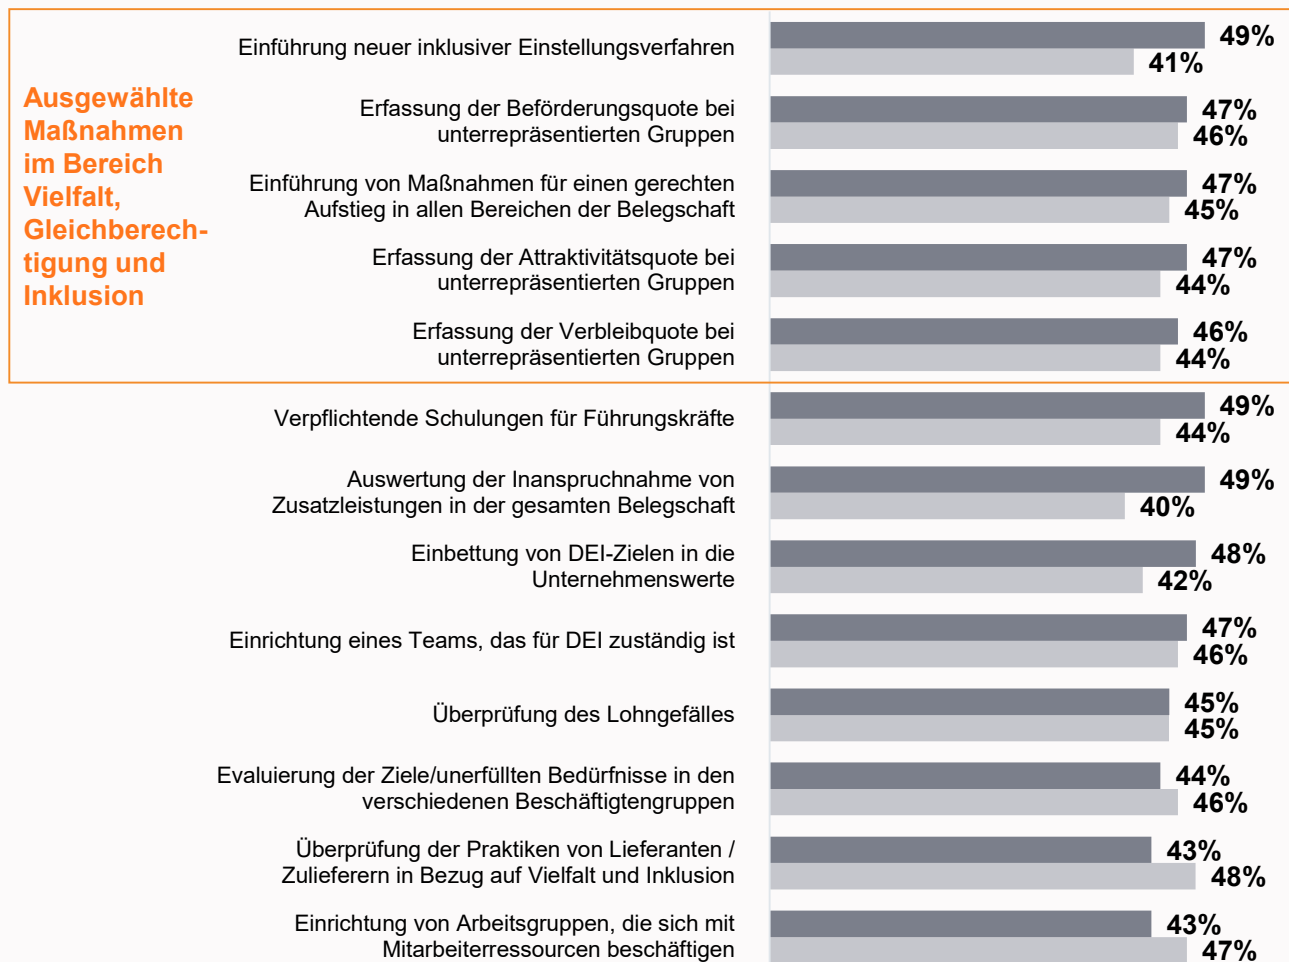 Ausgewählte
Maßnahmen
im Bereich
Vielfalt,
Gleichberech-
tigung und
Inklusion
Einführung neuer inklusiver Einstellungsverfahren
49%
41%
Erfassung der Beförderungsquote bei
unterrepräsentierten Gruppen
47%
46%
Einführung von Maßnahmen für einen gerechten
Aufstieg in allen Bereichen der Belegschaft
47%
45%
Erfassung der Attraktivitätsquote bei
unterrepräsentierten Gruppen
47%
44%
Erfassung der Verbleibquote bei
unterrepräsentierten Gruppen
46%
44%
Verpflichtende Schulungen für Führungskräfte
49%
44%
Auswertung der Inanspruchnahme von
Zusatzleistungen in der gesamten Belegschaft
49%
40%
Einbettung von DEI-Zielen in die
Unternehmenswerte
48%
42%
Einrichtung eines Teams, das für DEI zuständig ist
47%
46%
Überprüfung des Lohngefälles
45%
45%
Evaluierung der Ziele/unerfüllten Bedürfnisse in den
verschiedenen Beschäftigtengruppen
44%
46%
Überprüfung der Praktiken von Lieferanten /
Zulieferern in Bezug auf Vielfalt und Inklusion
43%
48%
Einrichtung von Arbeitsgruppen, die sich mit
Mitarbeiterressourcen beschäftigen
43%
47%